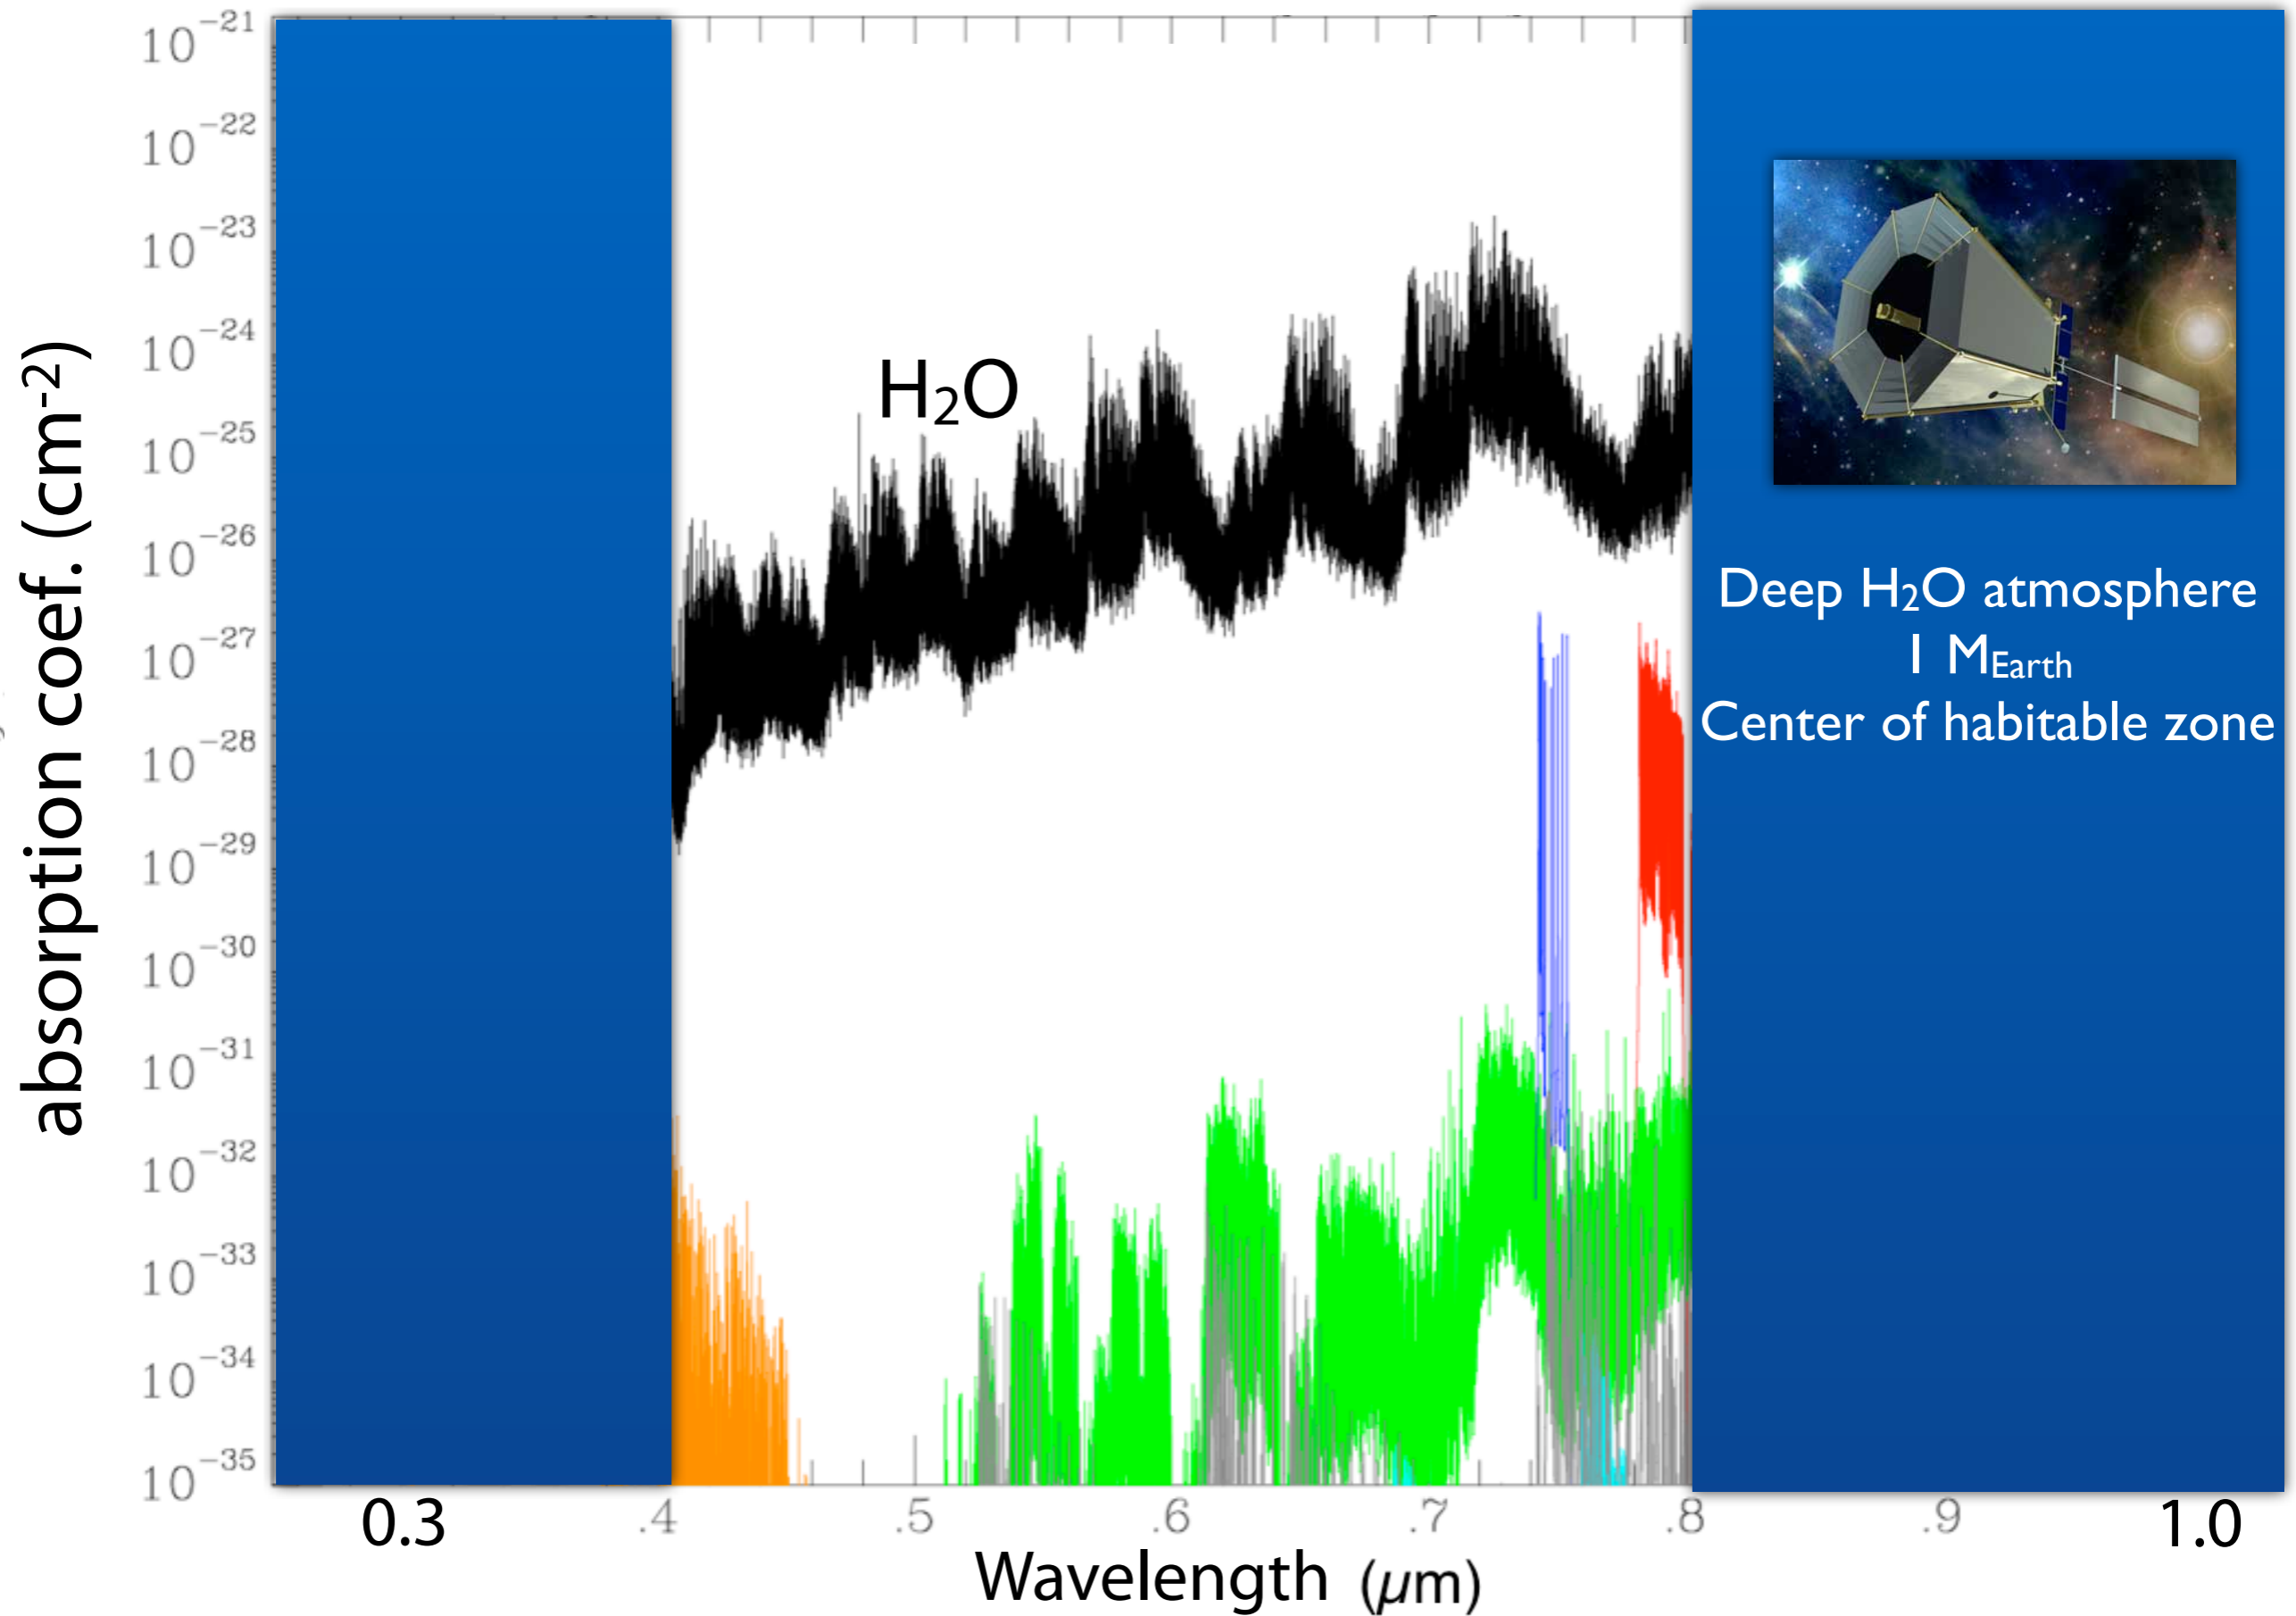 10⁻²¹
10⁻²²
10⁻²³
10⁻²⁴
10⁻²⁵
10⁻²⁶
10⁻²⁷
10⁻²⁸
10⁻²⁹
10⁻³⁰
10⁻³¹
10⁻³²
10⁻³³
10⁻³⁴
10⁻³⁵
absorption coef. (cm⁻²)
H₂O
Deep H₂O atmosphere
1 M_Earth
Center of habitable zone
0.3 .4 .5 .6 .7 .8 .9 1.0
Wavelength (μm)